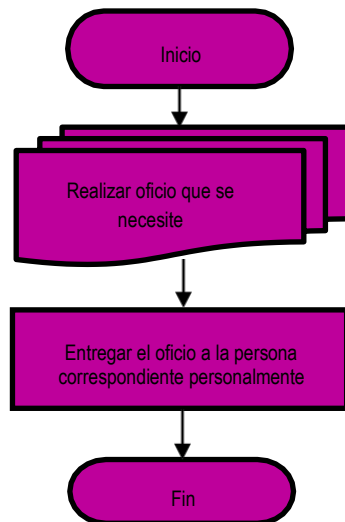 Inicio
Realizar oficio que se
necesite
Entregar el oficio a la persona
correspondiente personalmente
Fin